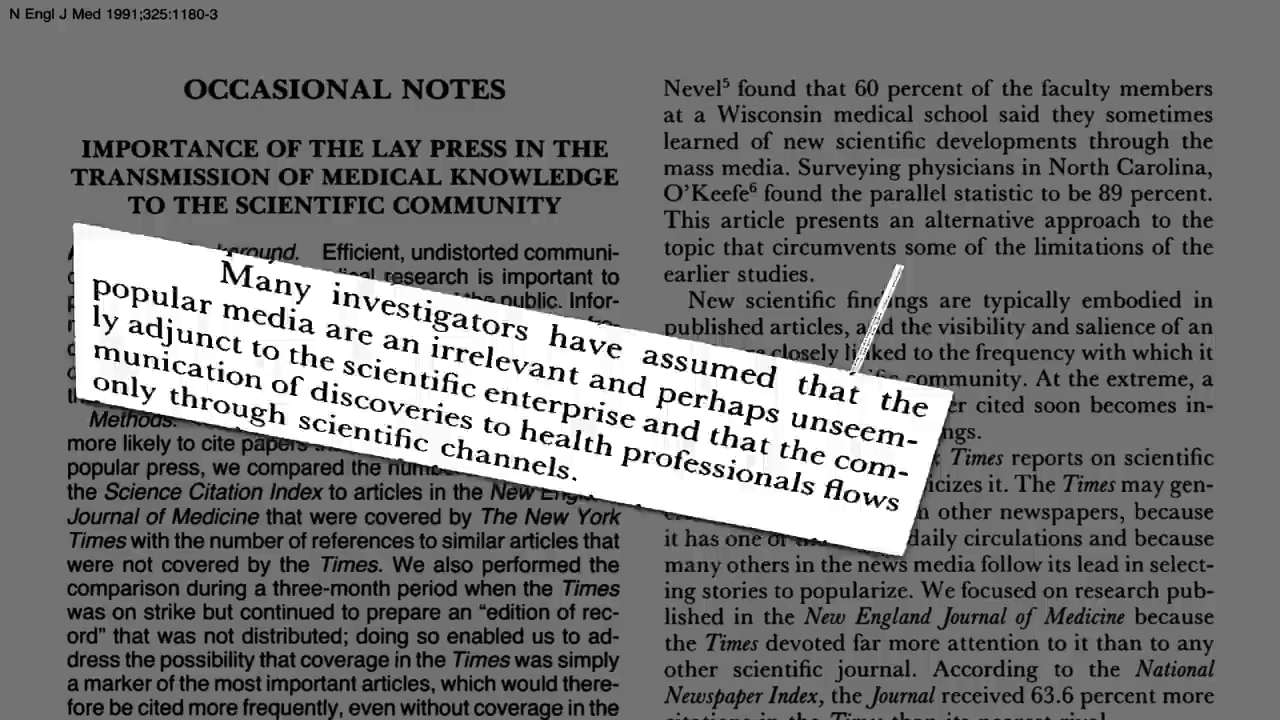 N Engl J Med 1991;325:1180-3
OCCASIONAL NOTES
IMPORTANCE OF THE LAY PRESS IN THE
TRANSMISSION OF MEDICAL KNOWLEDGE
TO THE SCIENTIFIC COMMUNITY
Efficient, undistorted communi-
research is important to
public. Infor-
Many investigators have assumed that the
popular media are an irrelevant and perhaps unseem-
ly adjunct to the scientific enterprise and that the com-
munication of discoveries to health professionals flows
only through scientific channels.
Methods.
more likely to cite papers
popular press, we compared the
the Science Citation Index to articles in the New
Journal of Medicine that were covered by The New York
Times with the number of references to similar articles that
were not covered by the Times. We also performed the
comparison during a three-month period when the Times
was on strike but continued to prepare an “edition of rec-
ord” that was not distributed; doing so enabled us to ad-
dress the possibility that coverage in the Times was simply
a marker of the most important articles, which would there-
fore be cited more frequently, even without coverage in the
Nevel5 found that 60 percent of the faculty members
at a Wisconsin medical school said they sometimes
learned of new scientific developments through the
mass media. Surveying physicians in North Carolina,
O’Keefe6 found the parallel statistic to be 89 percent.
This article presents an alternative approach to the
topic that circumvents some of the limitations of the
earlier studies.
New scientific findings are typically embodied in
published articles, and the visibility and salience of an
closely linked to the frequency with which it
community. At the extreme, a
cited soon becomes in-
Times reports on scientific
The Times may gen-
other newspapers, because
it has one of daily circulations and because
many others in the news media follow its lead in select-
ing stories to popularize. We focused on research pub-
lished in the New England Journal of Medicine because
the Times devoted far more attention to it than to any
other scientific journal. According to the National
Newspaper Index, the Journal received 63.6 percent more